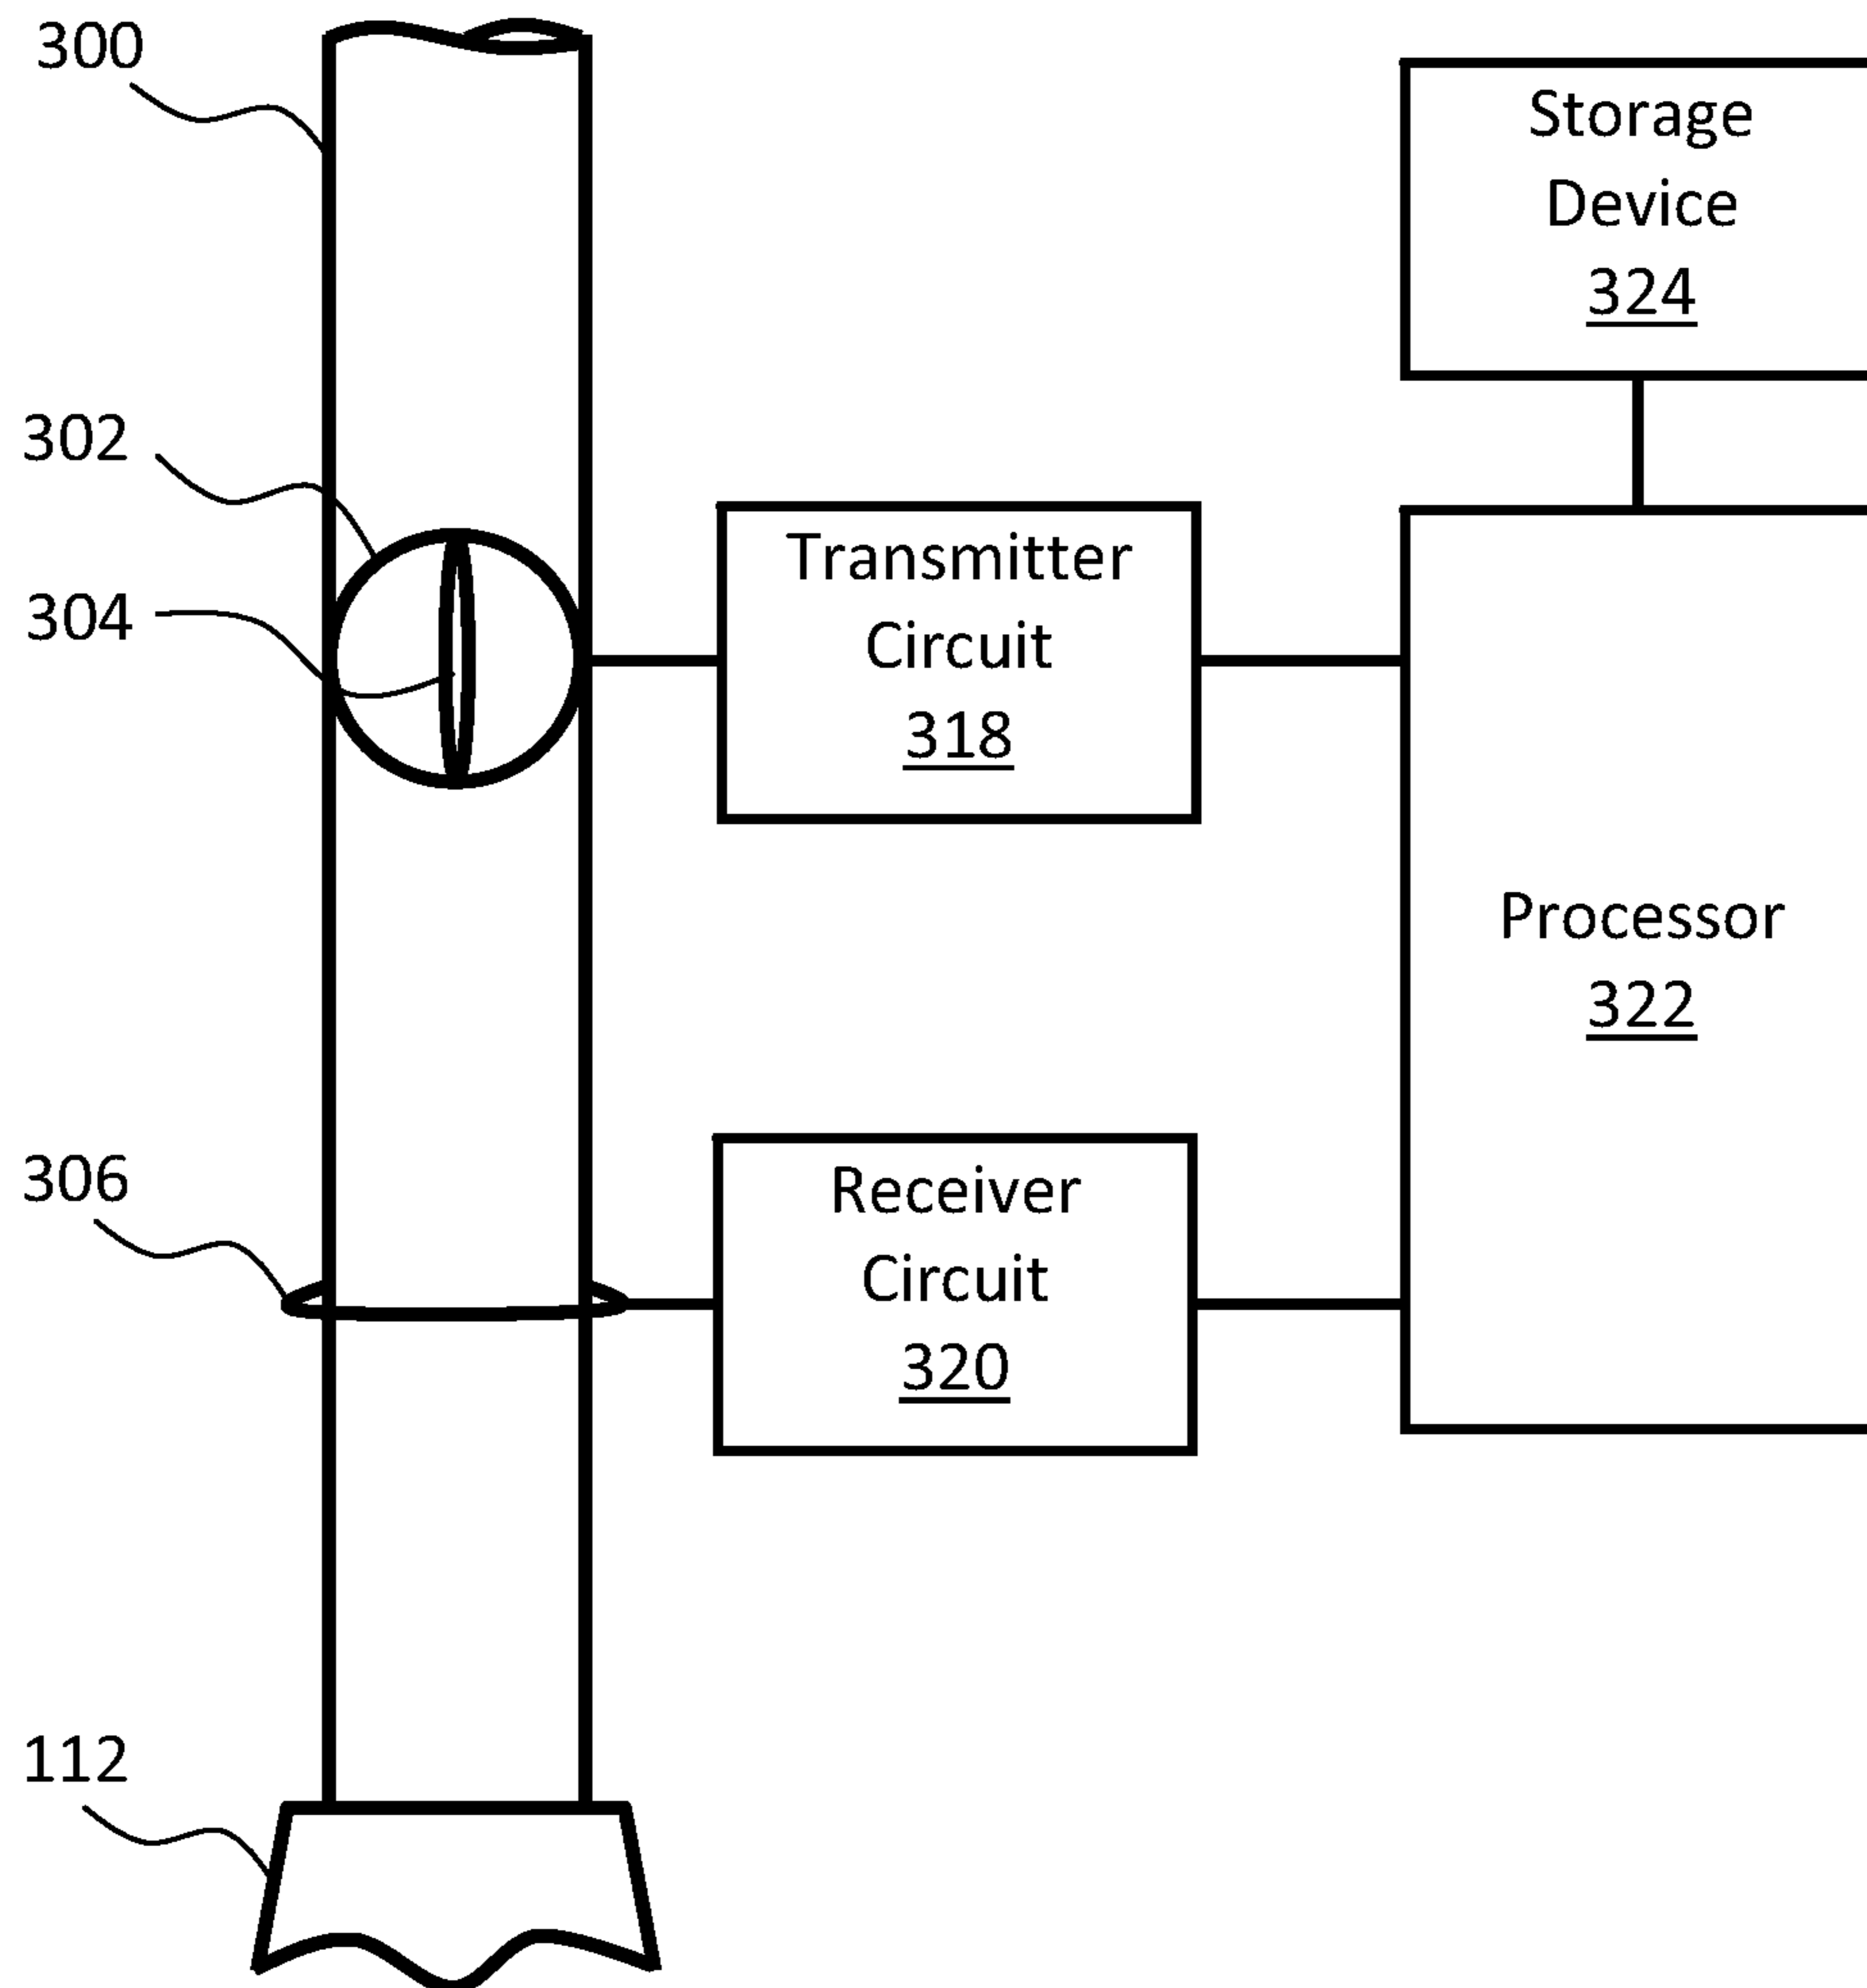 300
Storage
Device
324
302
304
Transmitter
Circuit
318
Processor
322
306
Receiver
Circuit
320
112